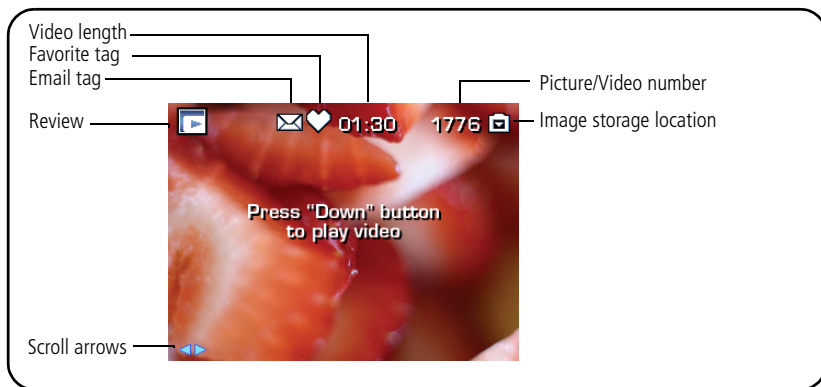 Video length
Favorite tag
Email tag
Review
Picture/Video number
Image storage location
01:30 1776
Press “Down” button
to play video
Scroll arrows